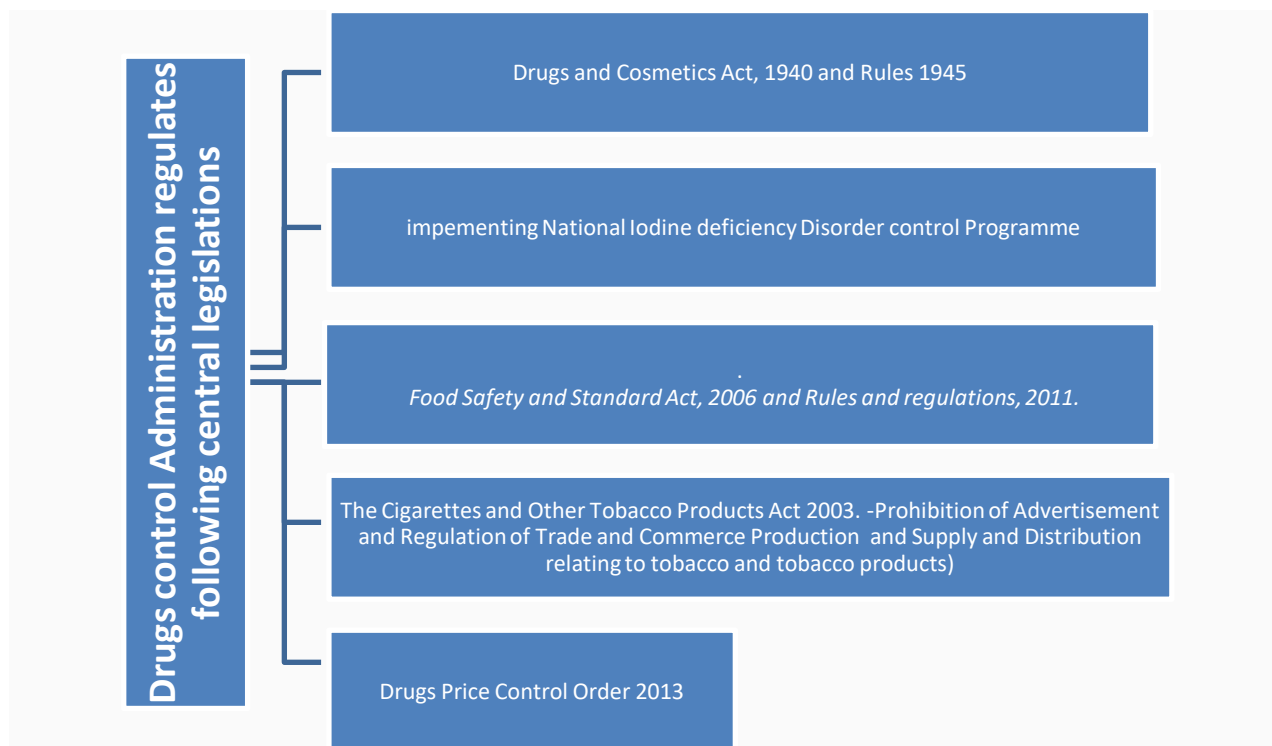 Drugs control Administration regulates
following central legislations
Drugs and Cosmetics Act, 1940 and Rules 1945
impementing National Iodine deficiency Disorder control Programme
.
Food Safety and Standard Act, 2006 and Rules and regulations, 2011.
The Cigarettes and Other Tobacco Products Act 2003. -Prohibition of Advertisement
and Regulation of Trade and Commerce Production and Supply and Distribution
relating to tobacco and tobacco products)
Drugs Price Control Order 2013